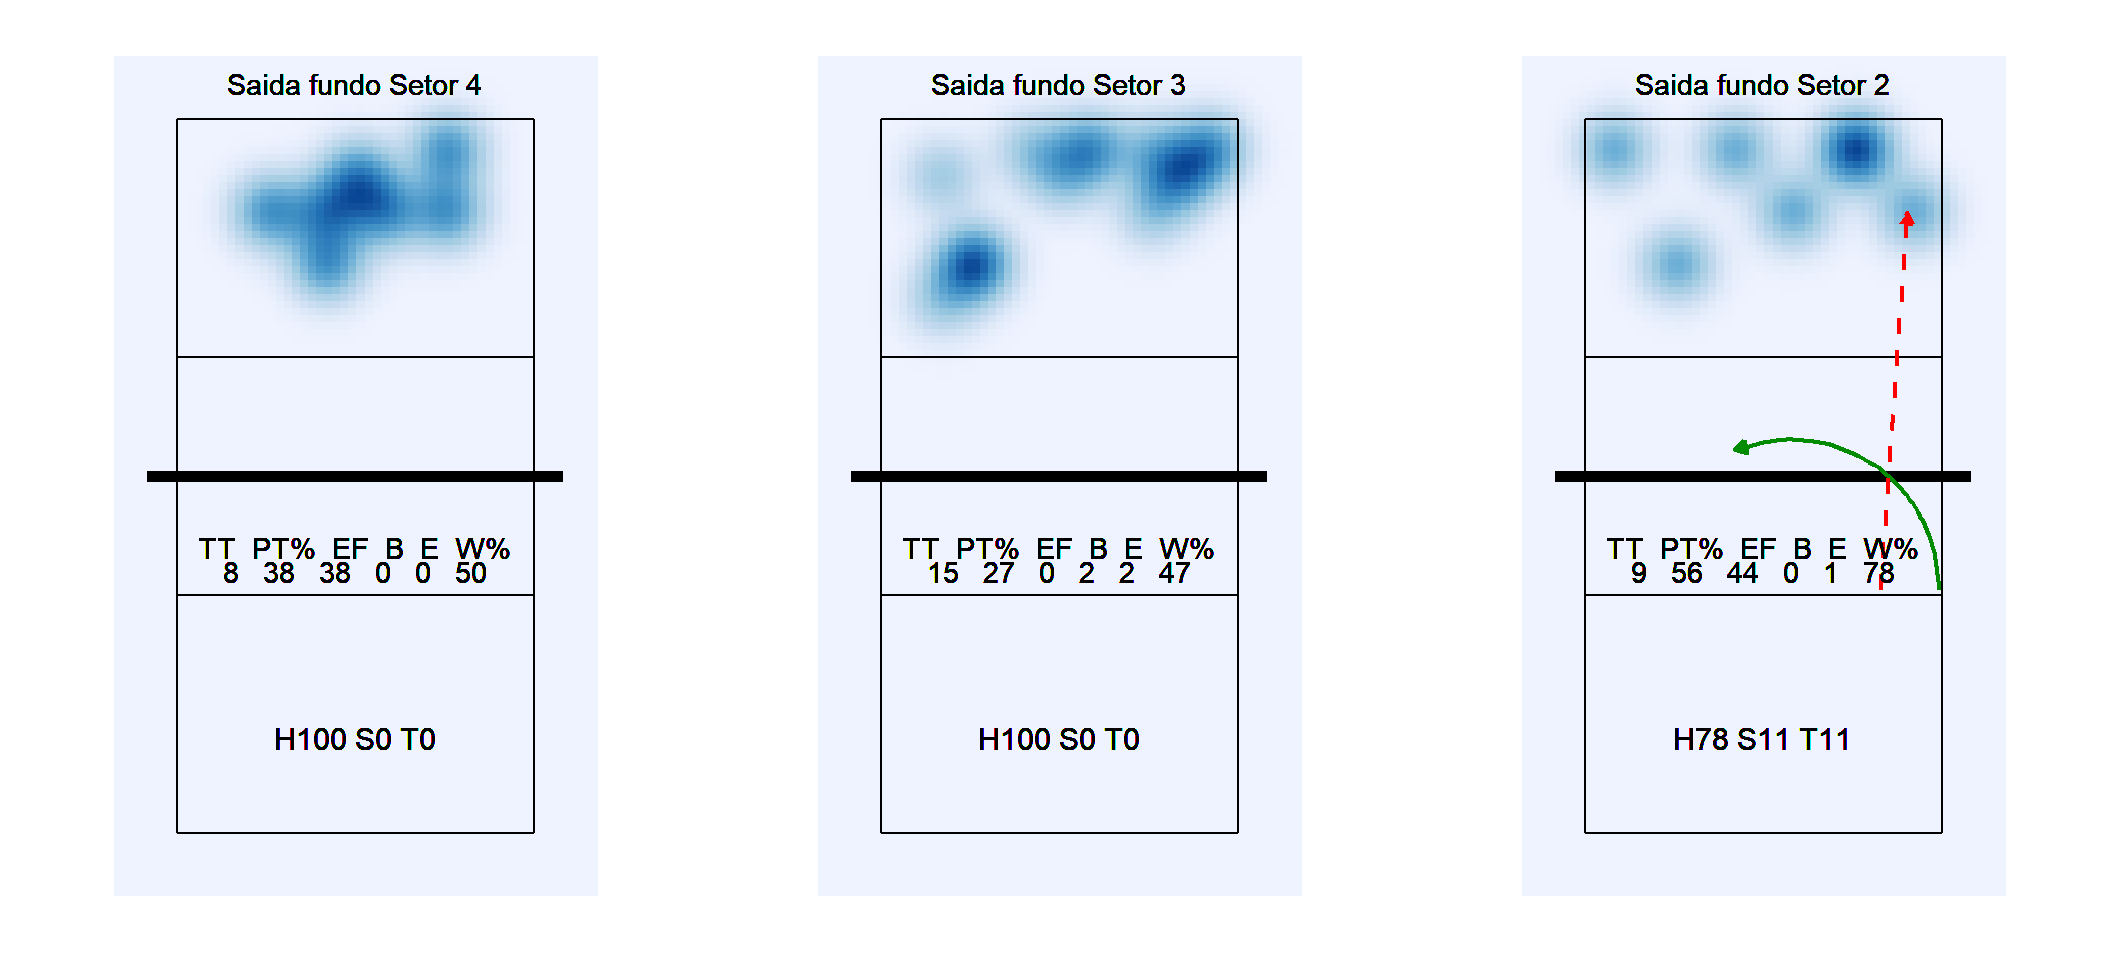 Saida fundo Setor 4
TT PT% EF B E W%
8 38 38 0 0 50
H100 S0 T0
Saida fundo Setor 3
TT PT% EF B E W%
15 27 0 2 2 47
H100 S0 T0
Saida fundo Setor 2
TT PT% EF B E W%
9 56 44 0 1 78
H78 S11 T11